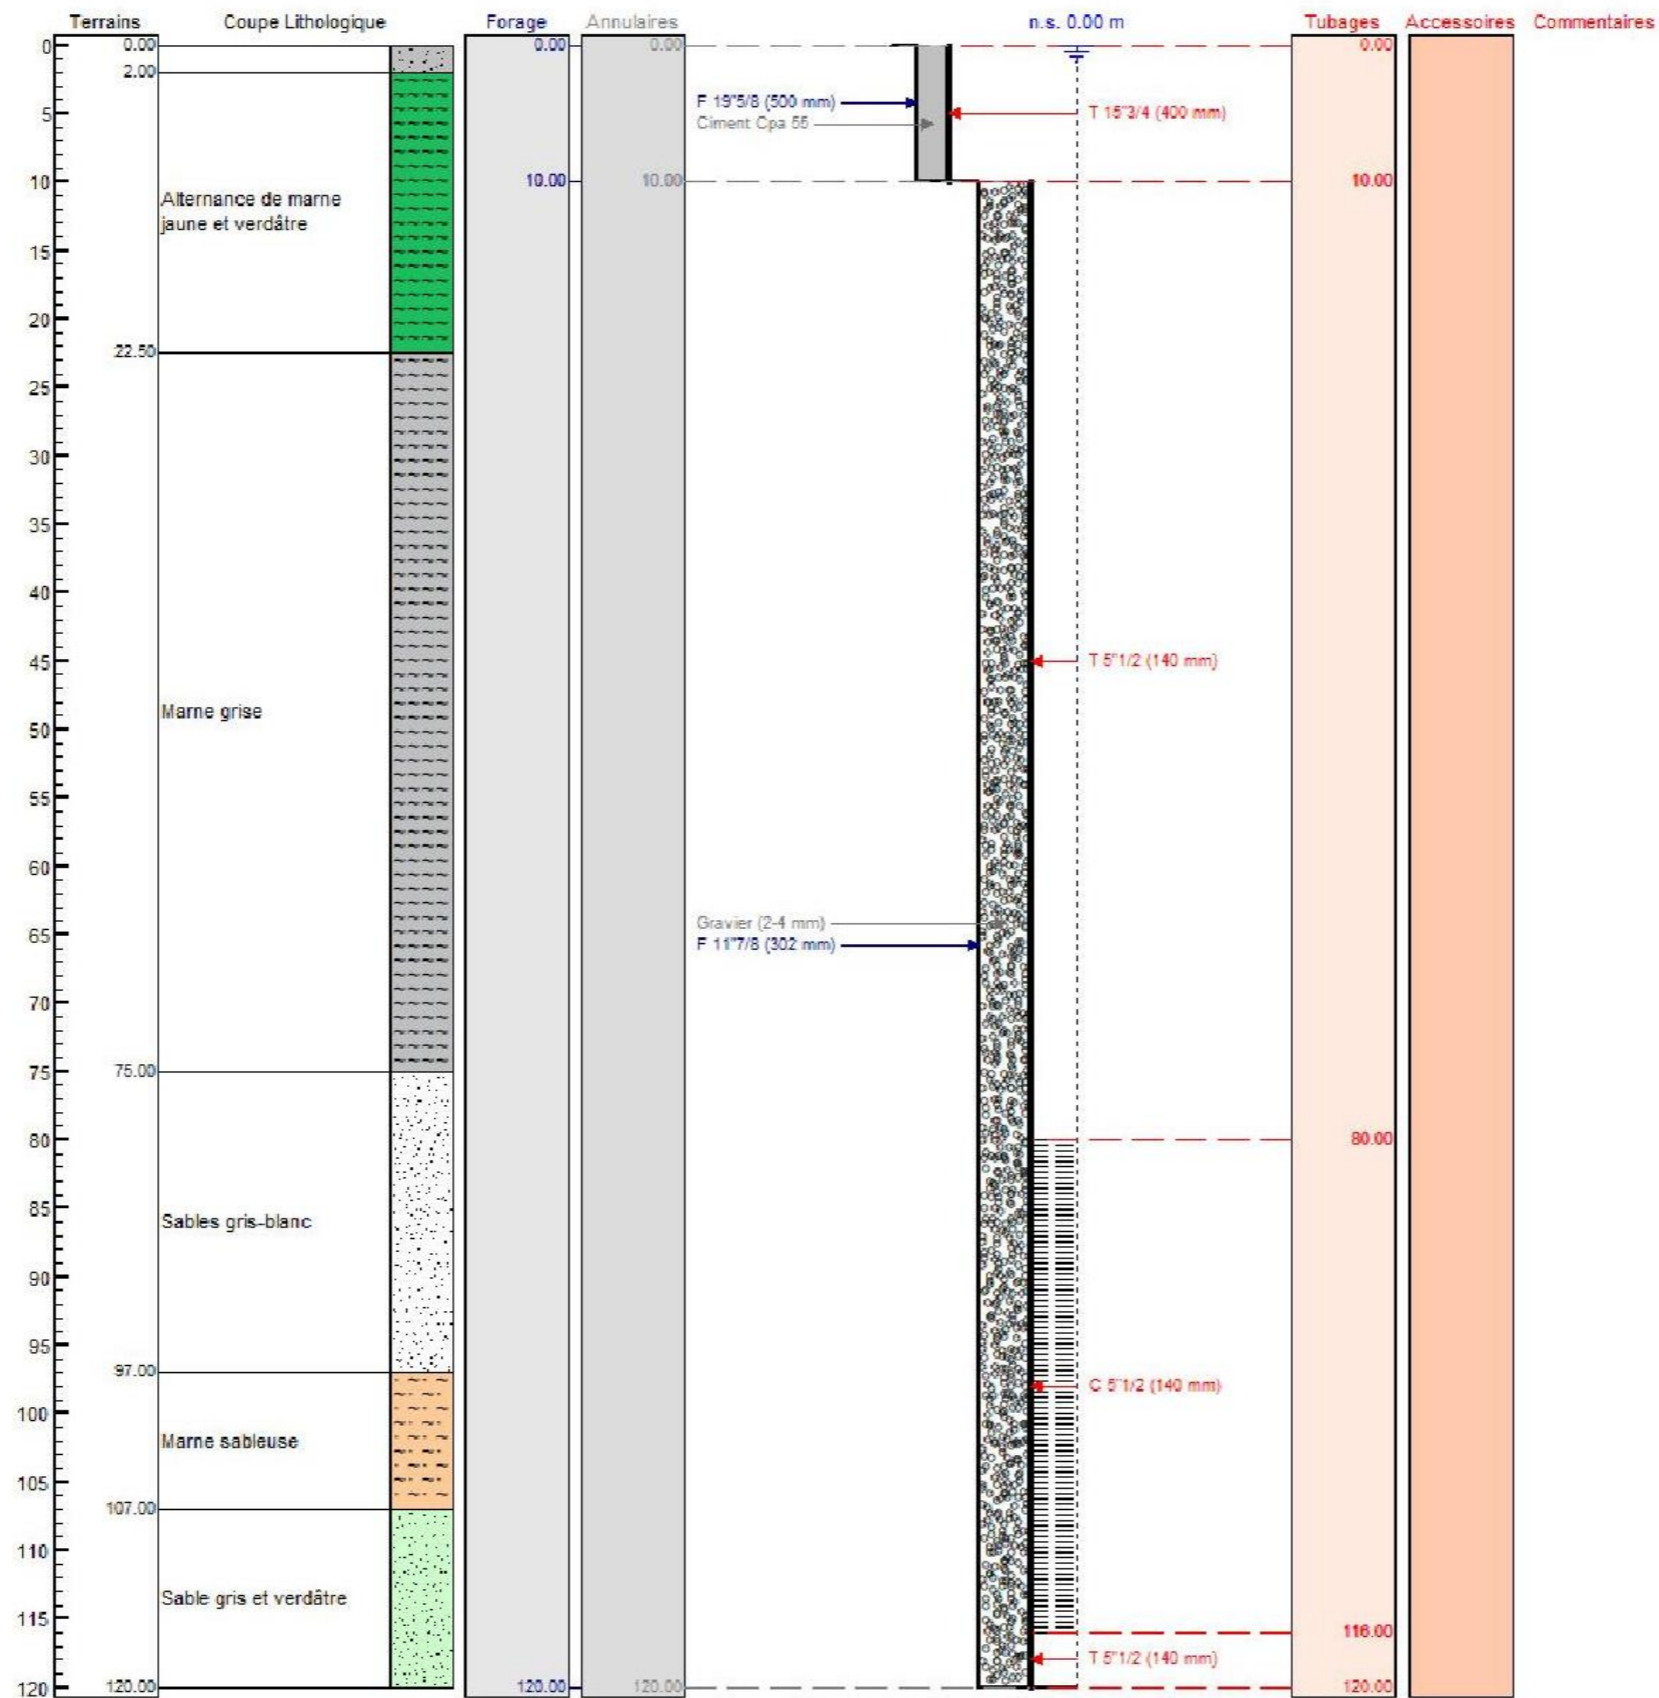 Terrains Coupe Lithologique Forage Annulaires n.s. 0.00 m Tubages Accessoires Commentaires
0 0.00 0.00 0.00 0.00
2.00
F 19"5/8 (500 mm)
5 T 15"3/4 (400 mm)
Ciment Cpa 55
10 10.00 10.00 10.00
Alternance de marne
jaune et verdâtre
15
20
22.50
25
30
35
40
45 T 5"1/2 (140 mm)
Marne grise
50
55
60
Gravier (2-4 mm)
65
F 11"7/8 (302 mm)
70
75 75.00
80 80.00
85
Sables gris-blanc
90
95
97.00
C 5"1/2 (140 mm)
100
Marne sableuse
105
107.00
110
Sable gris et verdâtre
115
116.00
T 5"1/2 (140 mm)
120 120.00 120.00 120.00 120.00